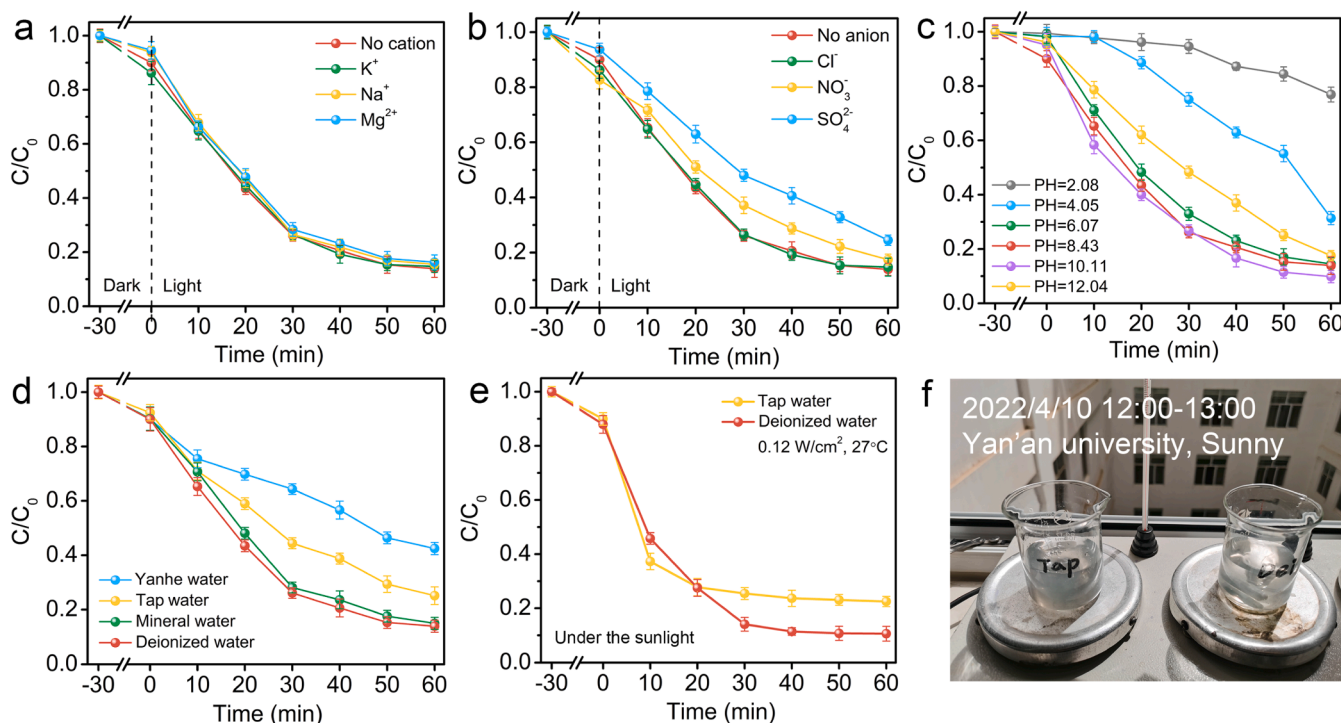 a
No cation
K⁺
Na⁺
Mg²⁺
C/C₀
1.0
0.8
0.6
0.4
0.2
0.0
Dark
Light
-30 0 10 20 30 40 50 60
Time (min)
b
No anion
Cl⁻
NO₃⁻
SO₄²⁻
C/C₀
1.0
0.8
0.6
0.4
0.2
0.0
Dark
Light
-30 0 10 20 30 40 50 60
Time (min)
c
C/C₀
1.0
0.8
0.6
0.4
0.2
0.0
PH=2.08
PH=4.05
PH=6.07
PH=8.43
PH=10.11
PH=12.04
-30 0 10 20 30 40 50 60
Time (min)
d
C/C₀
1.0
0.8
0.6
0.4
0.2
0.0
Yanhe water
Tap water
Mineral water
Deionized water
-30 0 10 20 30 40 50 60
Time (min)
e
Tap water
Deionized water
0.12 W/cm², 27°C
C/C₀
1.0
0.8
0.6
0.4
0.2
0.0
Under the sunlight
-30 0 10 20 30 40 50 60
Time (min)
f
2022/4/10 12:00-13:00
Yan'an university, Sunny
Tap